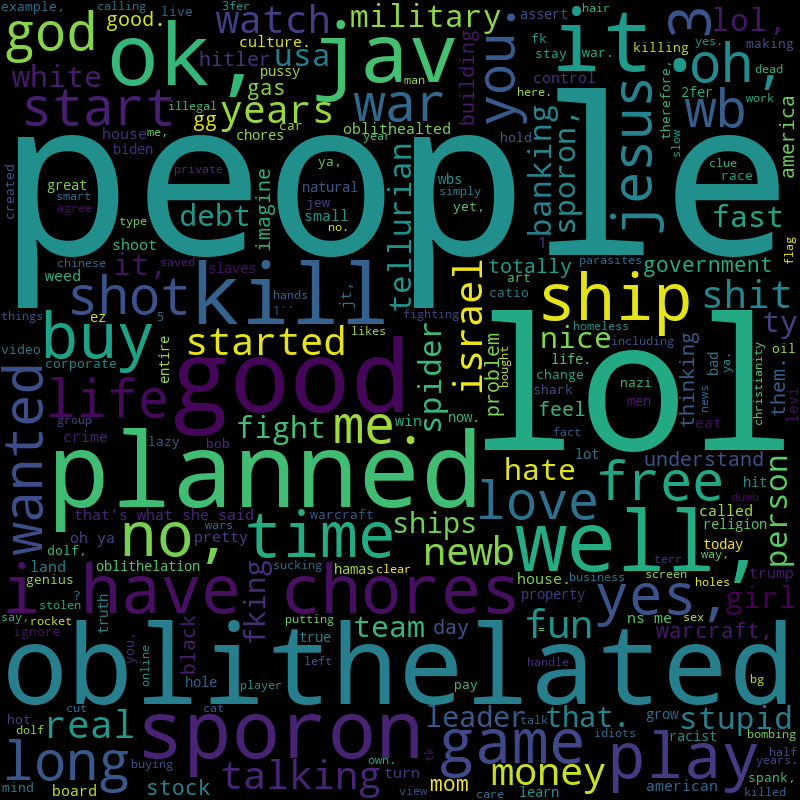 example,
calling
3fer
live
good.
watch
military
assert
hair
god
ok,
jav
culture.
hitler
usa
you.
fk
stay
war.
it
killing
yes.
making
3
lol,
oh,
white
pussy
man
gas
building
control
dead
start
illegal
years
war
here.
2fer
work
wb
gg
car
chores
oblithealted
hold
therefore,
slow
america
house
me,
biden
year
banking
sporon,
jesus
people
created
private
ya,
wbs
simply
clue
race
great
smart
agree
natural
jew
small
no.
imagine
tellurian
yet,
type
debt
fast
shoot
1
parasites
flag
chinese
saved
it,
slaves
totally
government
weed
art
catio
things
shot
kill
hands
1``
jt,
israel
ship
shit
ez
5
fighting
video
buy
started
likes
homeless
including
ty
oil
corporate
entire
spider
problem
bought
nice
life.
thinking
bad
ya.
them.
christianity
good
lol
change
nazi
news
life
shark
men
levi
group
win
now.
feel
eat
wanted
crime
lazy
bob
fight
me.
fact
planned
lot
understand
hate
free
hit
person
love
dumb
that's what she said
called
religion
no,
time
wars
warcraft
ships
well,
oh ya
pretty
today
way,
dolf,
newb
land
oblithelation
sucking
hamas
clear
house.
business
terr
screen
holes
trump
genius
?
i have chores
property
yes,
sex
girl
stolen
say,
rocket
truth
fking
putting
fun
=
ns me
warcraft,
ignore
you,
black
true
team
day
left
handle
oblithelated
online
hole
player
pay
bg
hot
cut
cat
leader
talk
that.
grow
stupid
dolf
real
sporon
idiots
racist
bombing
long
game
play
half
years.
buying
talking
own.
tk
turn
mom
money
mind
board
stock
view
care
learn
american
spank,
killed